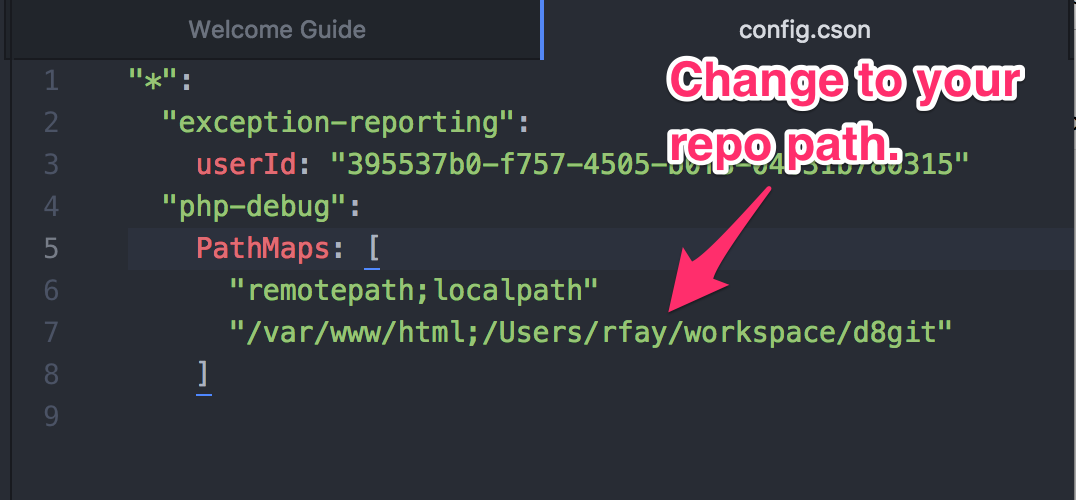 Welcome Guide
config.cson
Change to your
repo path.
1 "*":
2 "exception-reporting":
3 userId: "395537b0-f757-4505-
4 "php-debug":
5 PathMaps: [
6 "remotepath;localpath"
7 "/var/www/html;/Users/rfay/workspace/d8git"
8 ]
9